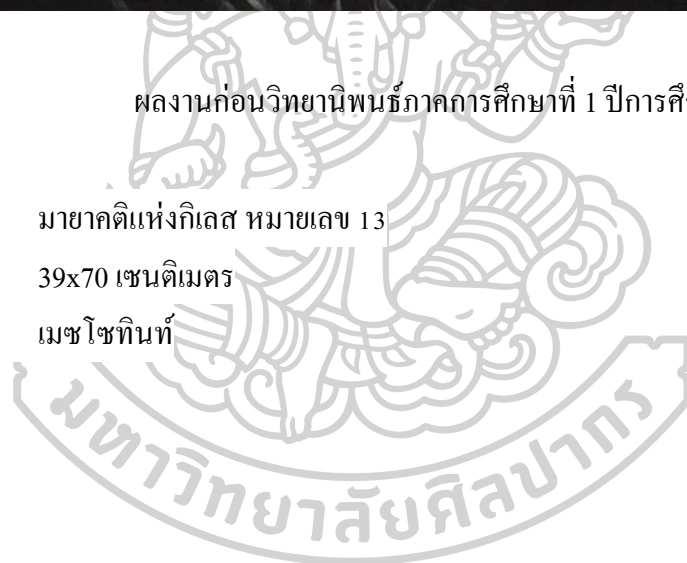 ผลงานก่อนวิทยานิพนธ์ภาคการศึกษาที่ 1 ปีการศึ
มายาคติแห่งกิเลส หมายเลข 13
39x70 เซนติเมตร
เมซโซทินท์
มหาวิทยาลัยศิลปากร